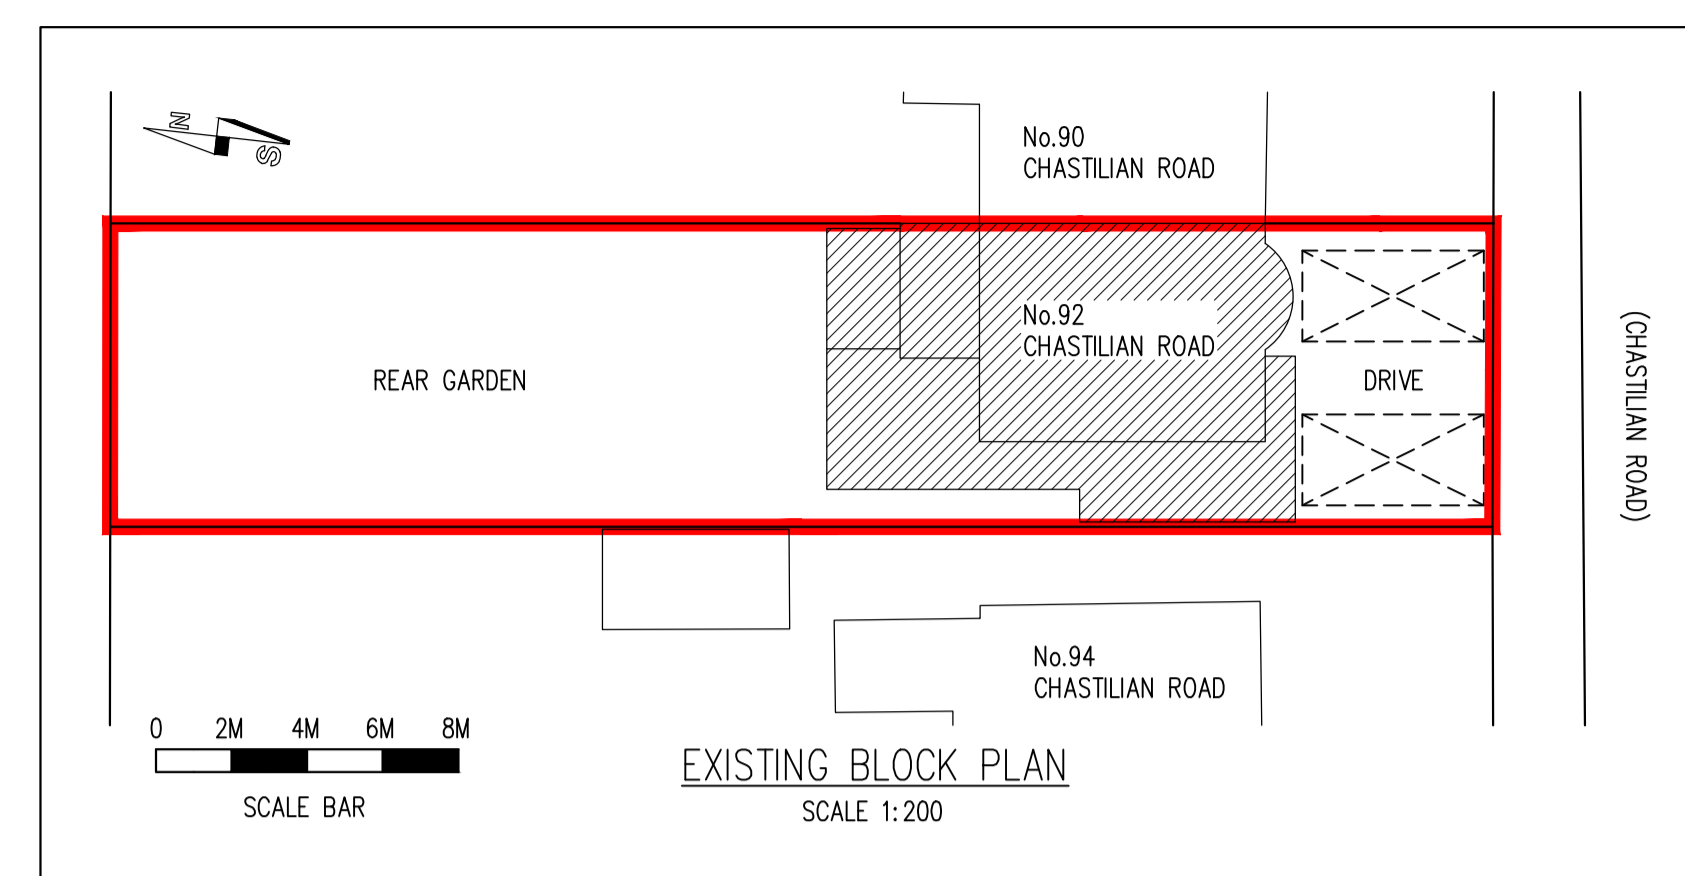 N
S
No.90
CHASTILIAN ROAD
No.92
CHASTILIAN ROAD
REAR GARDEN
DRIVE
(CHASTILIAN ROAD)
No.94
CHASTILIAN ROAD
0 2M 4M 6M 8M
SCALE BAR
EXISTING BLOCK PLAN
SCALE 1:200